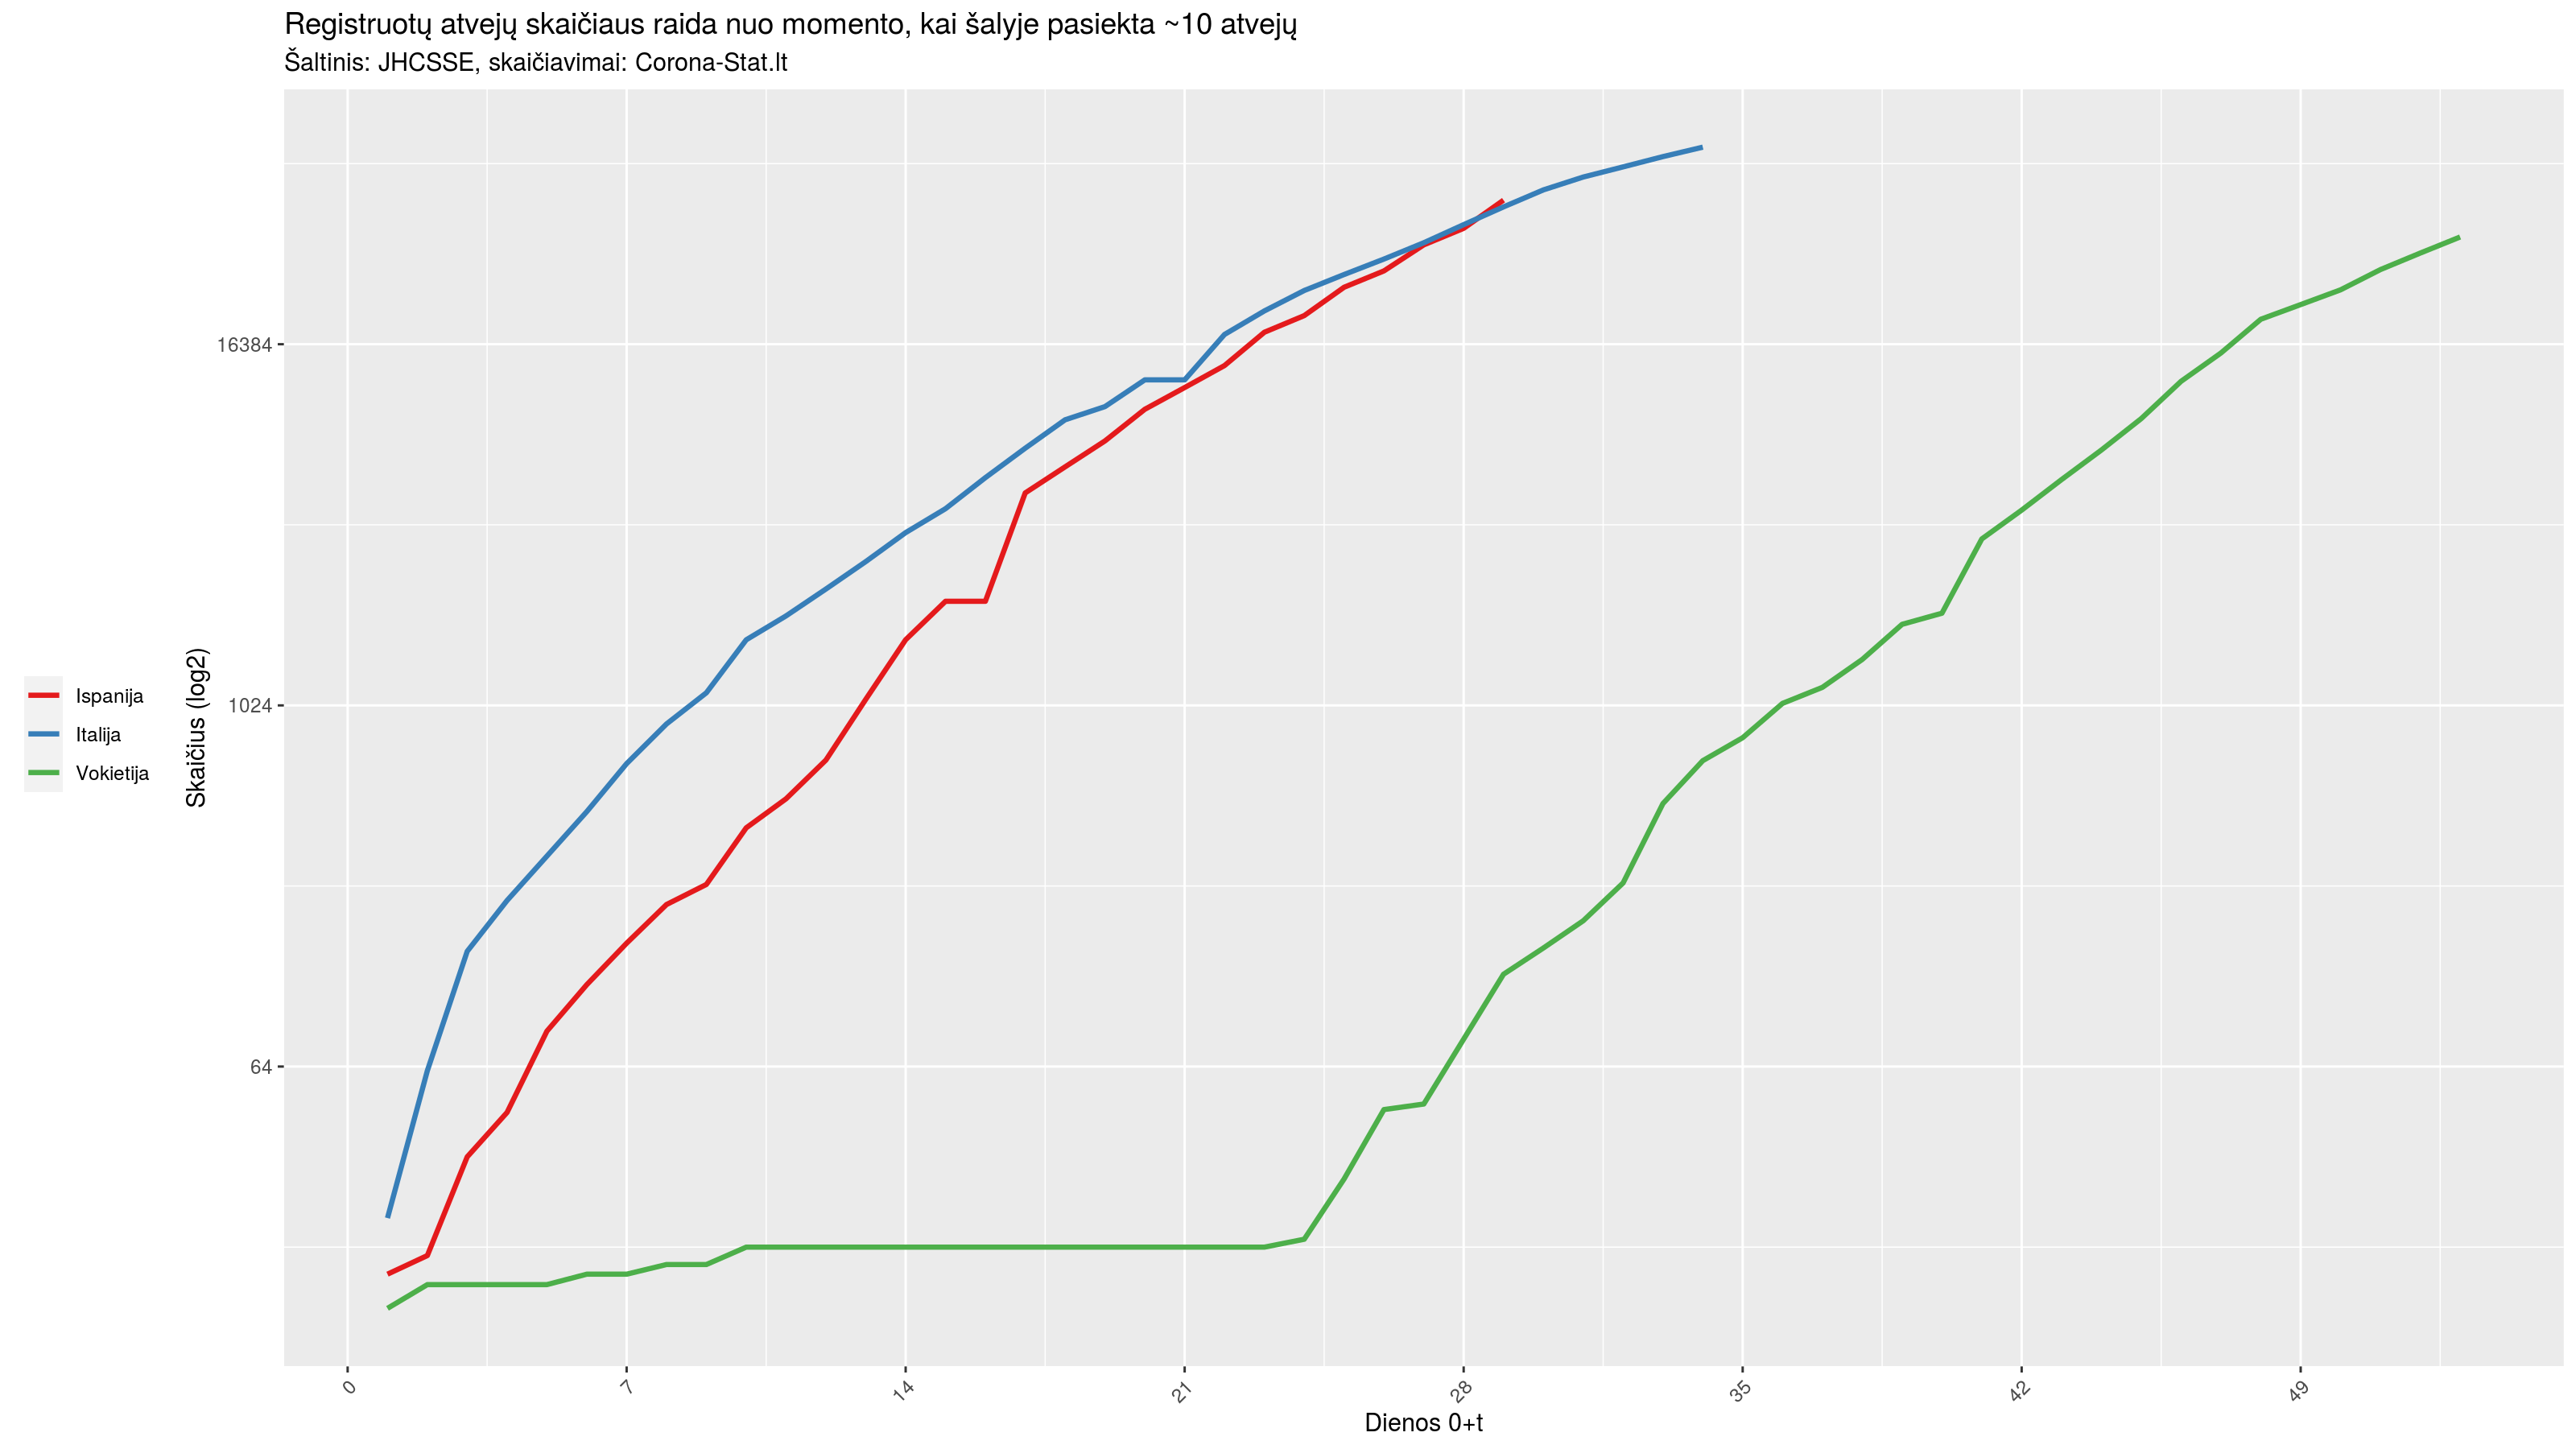 Registruotų atvejų skaičiaus raida nuo momento, kai šalyje pasiekta ~10 atvejų
Šaltinis: JHCSSE, skaičiavimai: Corona-Stat.lt
Ispanija
Italija
Vokietija
Skaičius (log2)
16384
1024
64
0
7
14
21
28
35
42
49
Dienos 0+t